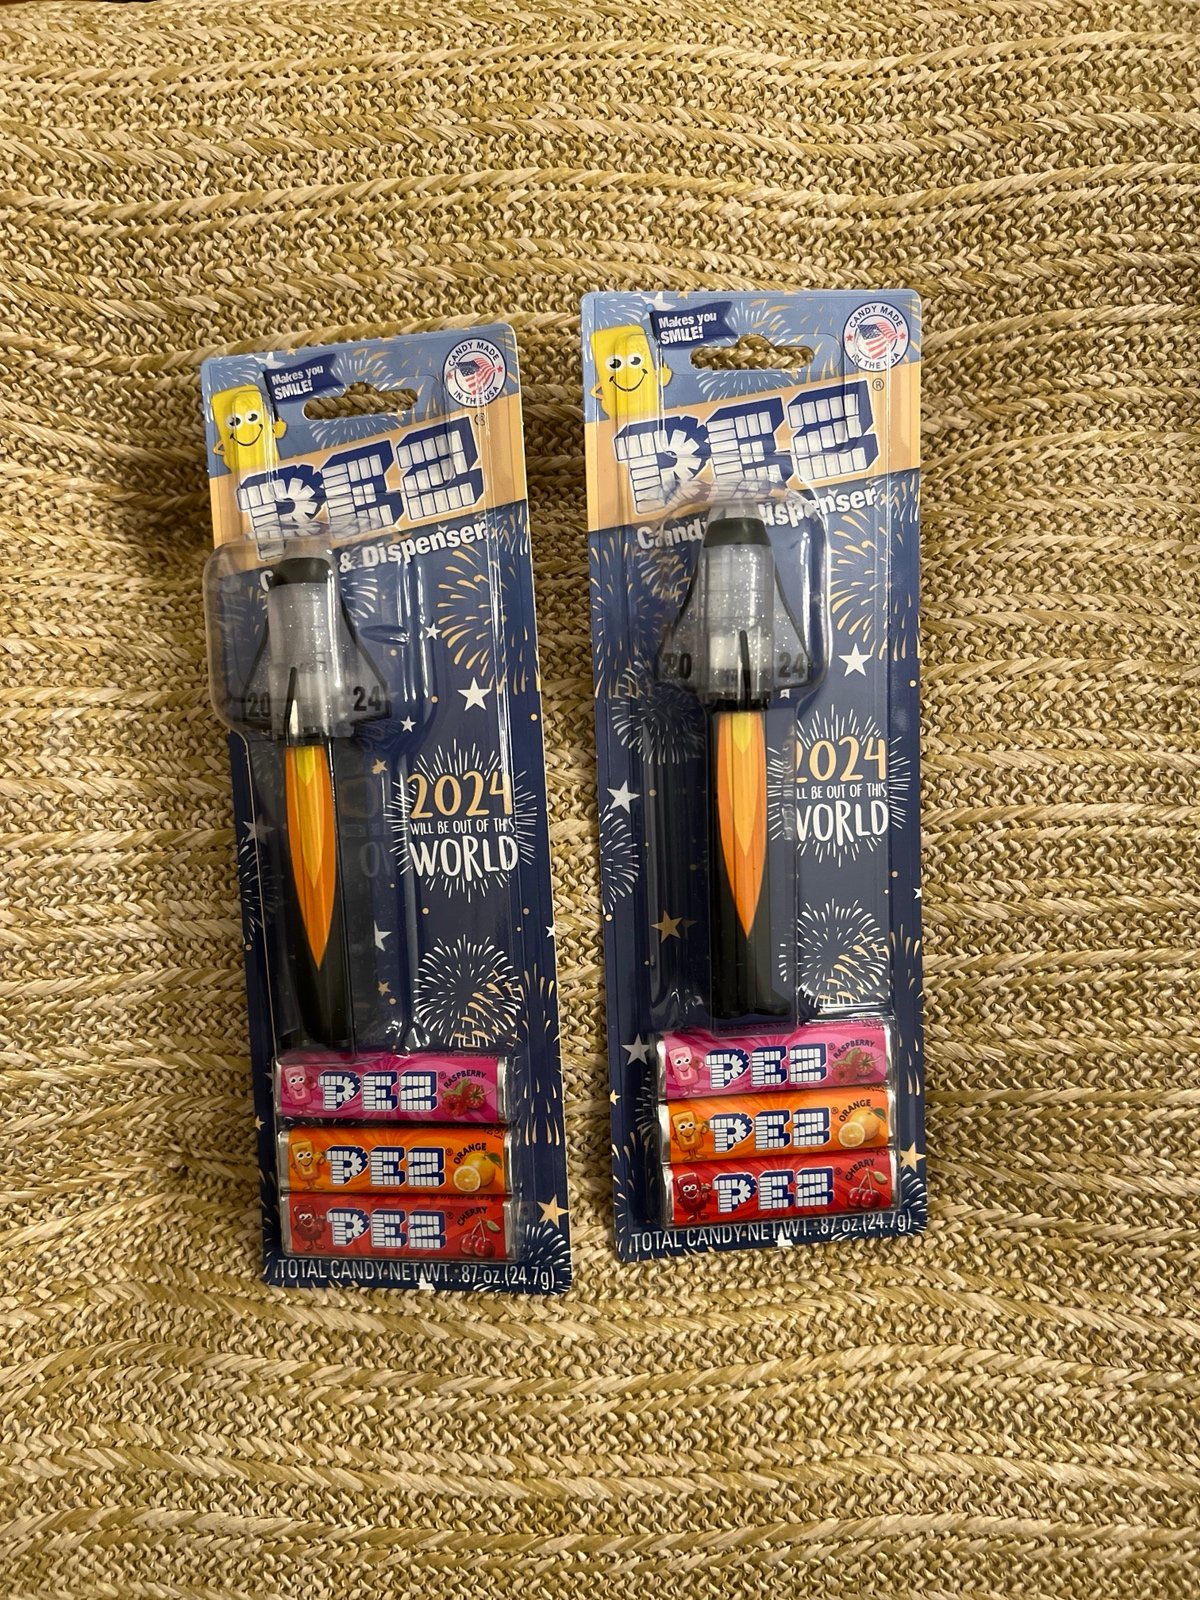 Makes you
SMILE!
CANDY MADE
IN THE USA
PEZ®
& Dispenser
20 24
2024
WILL BE OUT OF THIS
WORLD
PEZ® RASPBERRY
PEZ® ORANGE
PEZ® CHERRY
TOTAL CANDY NET WT. .87 oz.(24.7g)
Makes you
SMILE!
CANDY MADE
IN THE USA
PEZ®
Candy Dispenser
20 24
2024
LL BE OUT OF THIS
WORLD
PEZ® RASPBERRY
PEZ® ORANGE
PEZ® CHERRY
TOTAL CANDY NET WT. .87 oz.(24.7g)